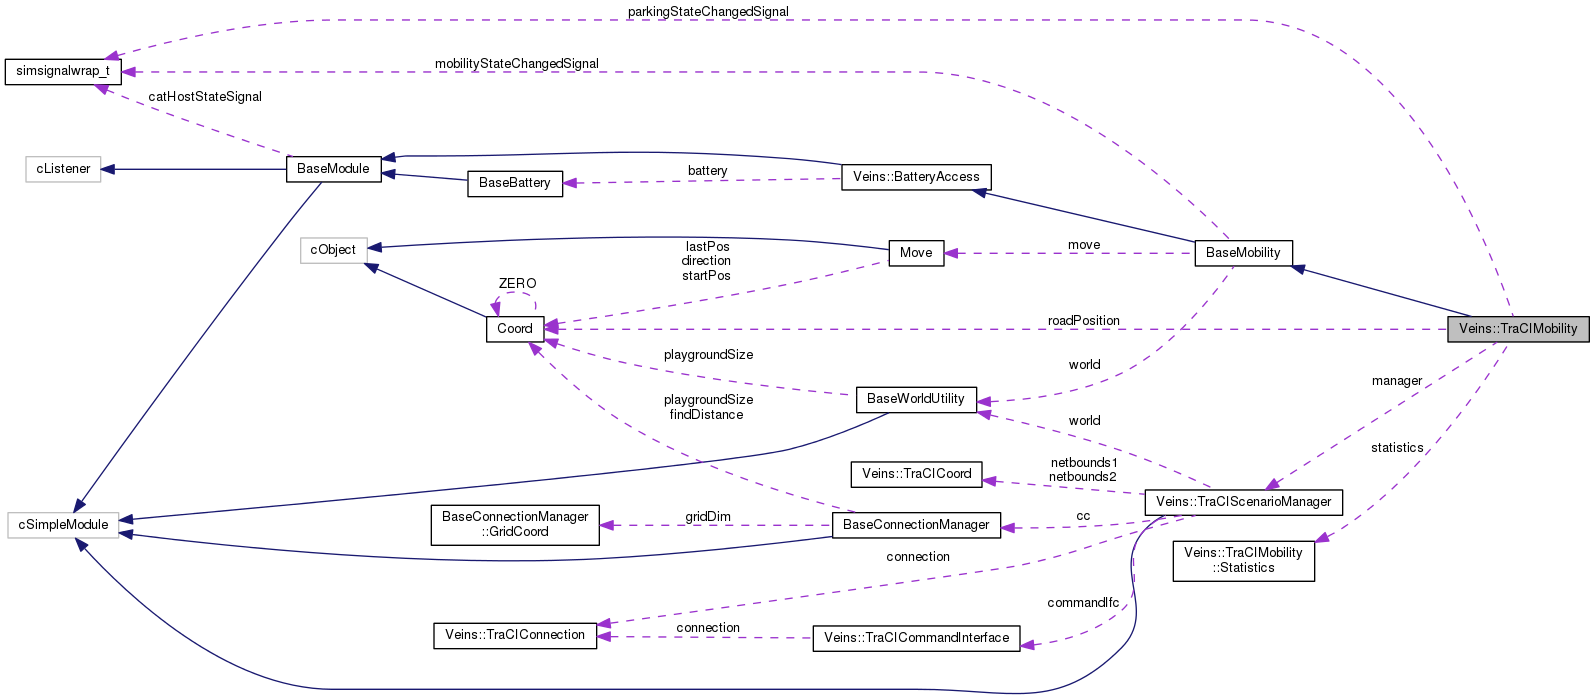 parkingStateChangedSignal
simsignalwrap_t
mobilityStateChangedSignal
catHostStateSignal
cListener
BaseModule
BaseBattery
battery
Veins::BatteryAccess
cObject
lastPos
direction
startPos
Move
move
BaseMobility
ZERO
Coord
roadPosition
Veins::TraCIMobility
playgroundSize
world
BaseWorldUtility
manager
playgroundSize
findDistance
world
statistics
Veins::TraCICoord
netbounds1
netbounds2
Veins::TraCIScenarioManager
cSimpleModule
BaseConnectionManager
::GridCoord
gridDim
BaseConnectionManager
cc
connection
Veins::TraCIMobility
::Statistics
commandIfc
Veins::TraCIConnection
connection
Veins::TraCICommandInterface